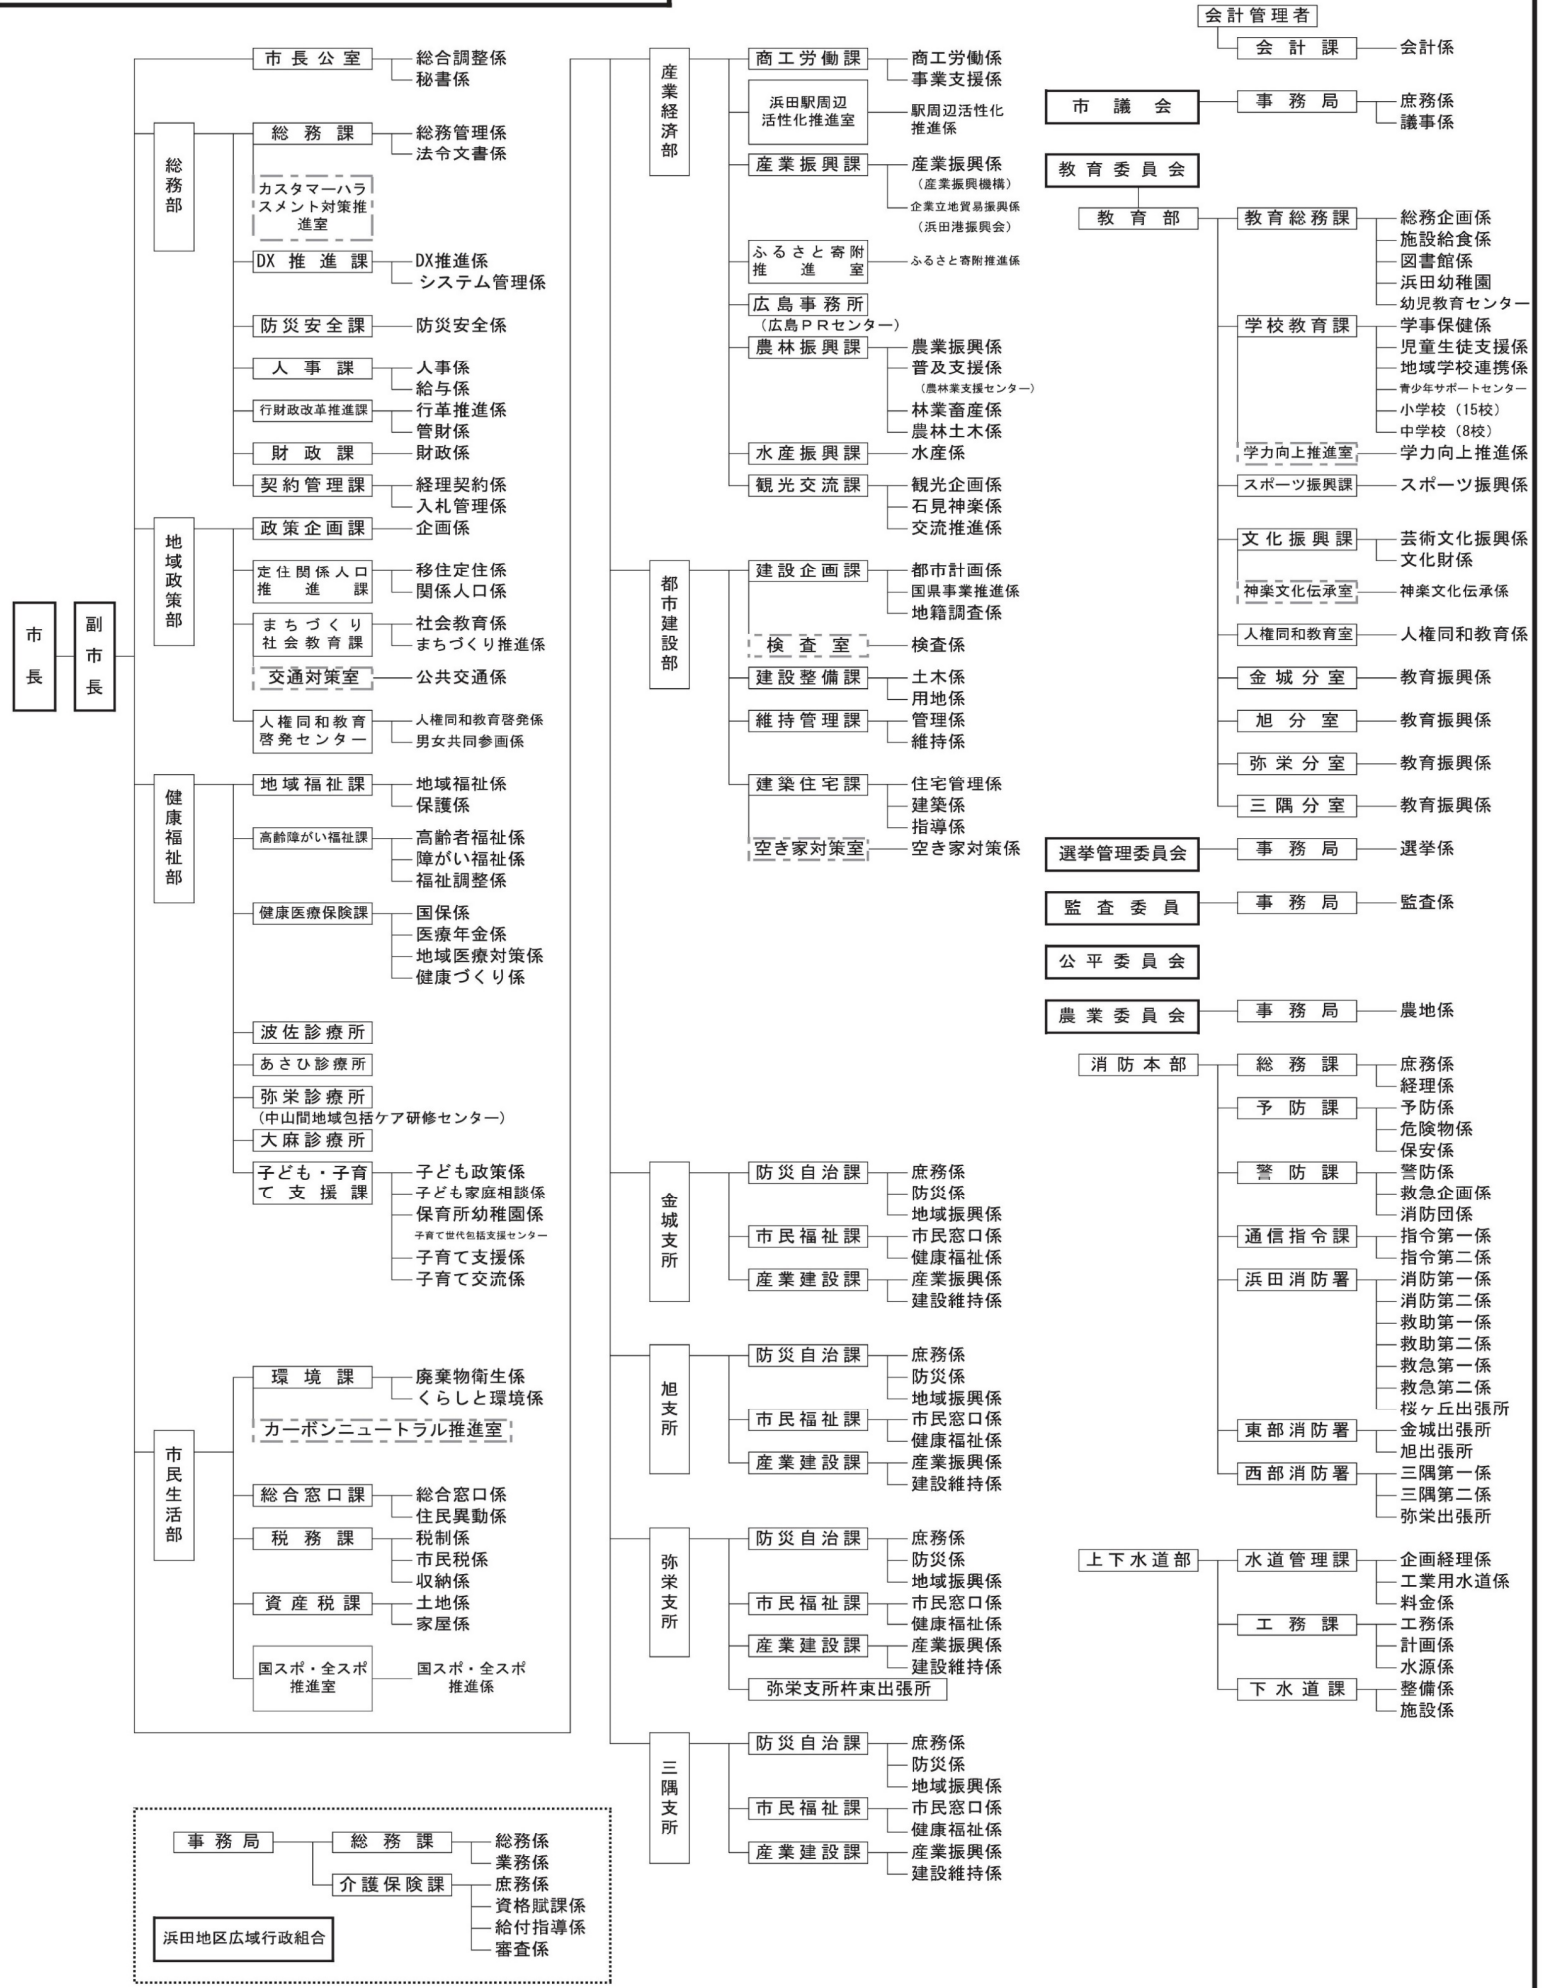 市長
副市長
市長公室
総合調整係
秘書係
総務部
総務課
総務管理係
法令文書係
カスタマーハラ
スメント対策推
進室
DX推進課
DX推進係
システム管理係
防災安全課
防災安全係
人事課
人事係
給与係
行財政改革推進課
行革推進係
管財係
財政課
財政係
契約管理課
経理契約係
入札管理係
地域政策部
政策企画課
企画係
定住関係人口
推進課
移住定住係
関係人口係
まちづくり
社会教育課
社会教育係
まちづくり推進係
交通対策室
公共交通係
人権同和教育
啓発センター
人権同和教育啓発係
男女共同参画係
健康福祉部
地域福祉課
地域福祉係
保護係
高齢障がい福祉課
高齢者福祉係
障がい福祉係
福祉調整係
健康医療保険課
国保係
医療年金係
地域医療対策係
健康づくり係
波佐診療所
あさひ診療所
弥栄診療所
(中山間地域包括ケア研修センター)
大麻診療所
子ども・子育
て支援課
子ども政策係
子ども家庭相談係
保育所幼稚園係
子育て世代包括支援センター
子育て支援係
子育て交流係
市民生活部
環境課
廃棄物衛生係
くらしと環境係
カーボンニュートラル推進室
総合窓口課
総合窓口係
住民異動係
税務課
税制係
市民税係
収納係
資産税課
土地係
家屋係
国スポ・全スポ
推進室
国スポ・全スポ
推進係
産業経済部
商工労働課
商工労働係
事業支援係
浜田駅周辺
活性化推進室
駅周辺活性化
推進係
産業振興課
産業振興係
(産業振興機構)
企業立地貿易振興係
(浜田港振興会)
ふるさと寄附
推進室
ふるさと寄附推進係
広島事務所
(広島PRセンター)
農林振興課
農業振興係
普及支援係
(農林業支援センター)
林業畜産係
農林土木係
水産振興課
水産係
観光交流課
観光企画係
石見神楽係
交流推進係
都市建設部
建設企画課
都市計画係
国県事業推進係
地籍調査係
検査室
検査係
建設整備課
土木係
用地係
維持管理課
管理係
維持係
建築住宅課
住宅管理係
建築係
指導係
空き家対策室
空き家対策係
金城支所
防災自治課
庶務係
防災係
地域振興係
市民福祉課
市民窓口係
健康福祉係
産業建設課
産業振興係
建設維持係
旭支所
防災自治課
庶務係
防災係
地域振興係
市民福祉課
市民窓口係
健康福祉係
産業建設課
産業振興係
建設維持係
弥栄支所
防災自治課
庶務係
防災係
地域振興係
市民福祉課
市民窓口係
健康福祉係
産業建設課
産業振興係
建設維持係
弥栄支所杵束出張所
三隅支所
防災自治課
庶務係
防災係
地域振興係
市民福祉課
市民窓口係
健康福祉係
産業建設課
産業振興係
建設維持係
会計管理者
会計課
会計係
市議会
事務局
庶務係
議事係
教育委員会
教育部
教育総務課
総務企画係
施設給食係
図書館係
浜田幼稚園
幼児教育センター
学校教育課
学事保健係
児童生徒支援係
地域学校連携係
青少年サポートセンター
小学校(15校)
中学校(8校)
学力向上推進室
学力向上推進係
スポーツ振興課
スポーツ振興係
文化振興課
芸術文化振興係
文化財係
神楽文化伝承室
神楽文化伝承係
人権同和教育室
人権同和教育係
金城分室
教育振興係
旭分室
教育振興係
弥栄分室
教育振興係
三隅分室
教育振興係
選挙管理委員会
事務局
選挙係
監査委員
事務局
監査係
公平委員会
農業委員会
事務局
農地係
消防本部
総務課
庶務係
経理係
予防課
予防係
危険物係
保安係
警防課
警防係
救急企画係
消防団係
通信指令課
指令第一係
指令第二係
浜田消防署
消防第一係
消防第二係
救助第一係
救助第二係
救急第一係
救急第二係
桜ヶ丘出張所
東部消防署
金城出張所
旭出張所
西部消防署
三隅第一係
三隅第二係
弥栄出張所
上下水道部
水道管理課
企画経理係
工業用水道係
料金係
工務課
工務係
計画係
水源係
下水道課
整備係
施設係
事務局
総務課
総務係
業務係
介護保険課
庶務係
資格賦課係
給付指導係
審査係
浜田地区広域行政組合